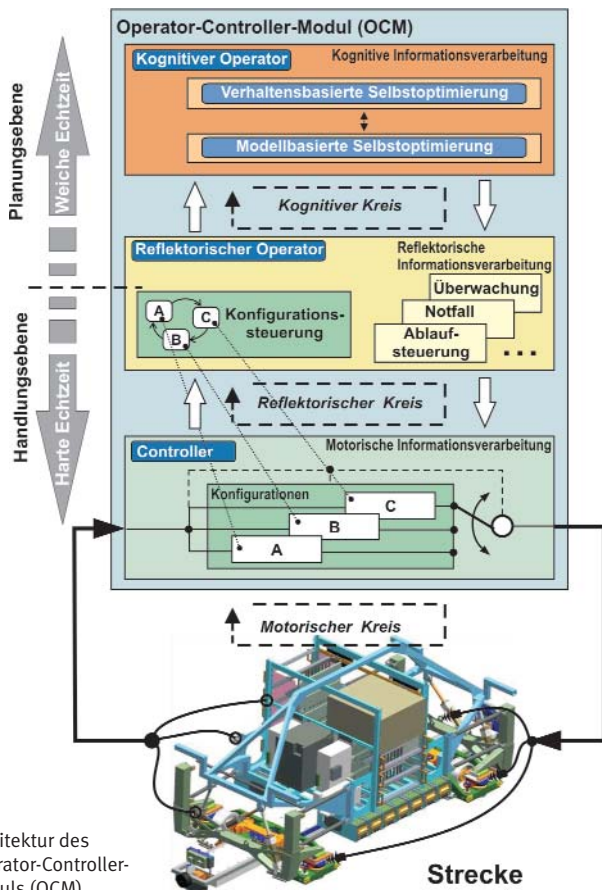 Operator-Controller-Modul (OCM)
Kognitiver Operator
Kognitive Informationsverarbeitung
Verhaltensbasierte Selbstoptimierung
Modellbasierte Selbstoptimierung
Planungsebene
Weiche Echtzeit
Kognitiver Kreis
Reflektorischer Operator
Reflektorische
Informationsverarbeitung
A
B
C
Konfigurations-
steuerung
Überwachung
Notfall
Ablauf-
steuerung
...
Handlungsebene
Harte Echtzeit
Reflektorischer Kreis
Controller
Motorische Informationsverarbeitung
Konfigurationen
C
B
A
Motorischer Kreis
itektur des
rator-Controller-
uls (OCM)
Strecke